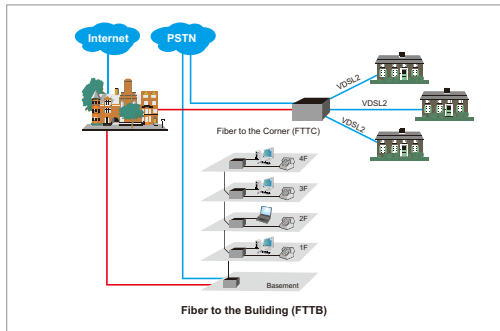 Internet
PSTN
VDSL2
VDSL2
VDSL2
Fiber to the Corner (FTTC)
4F
3F
2F
1F
Basement
Fiber to the Buliding (FTTB)